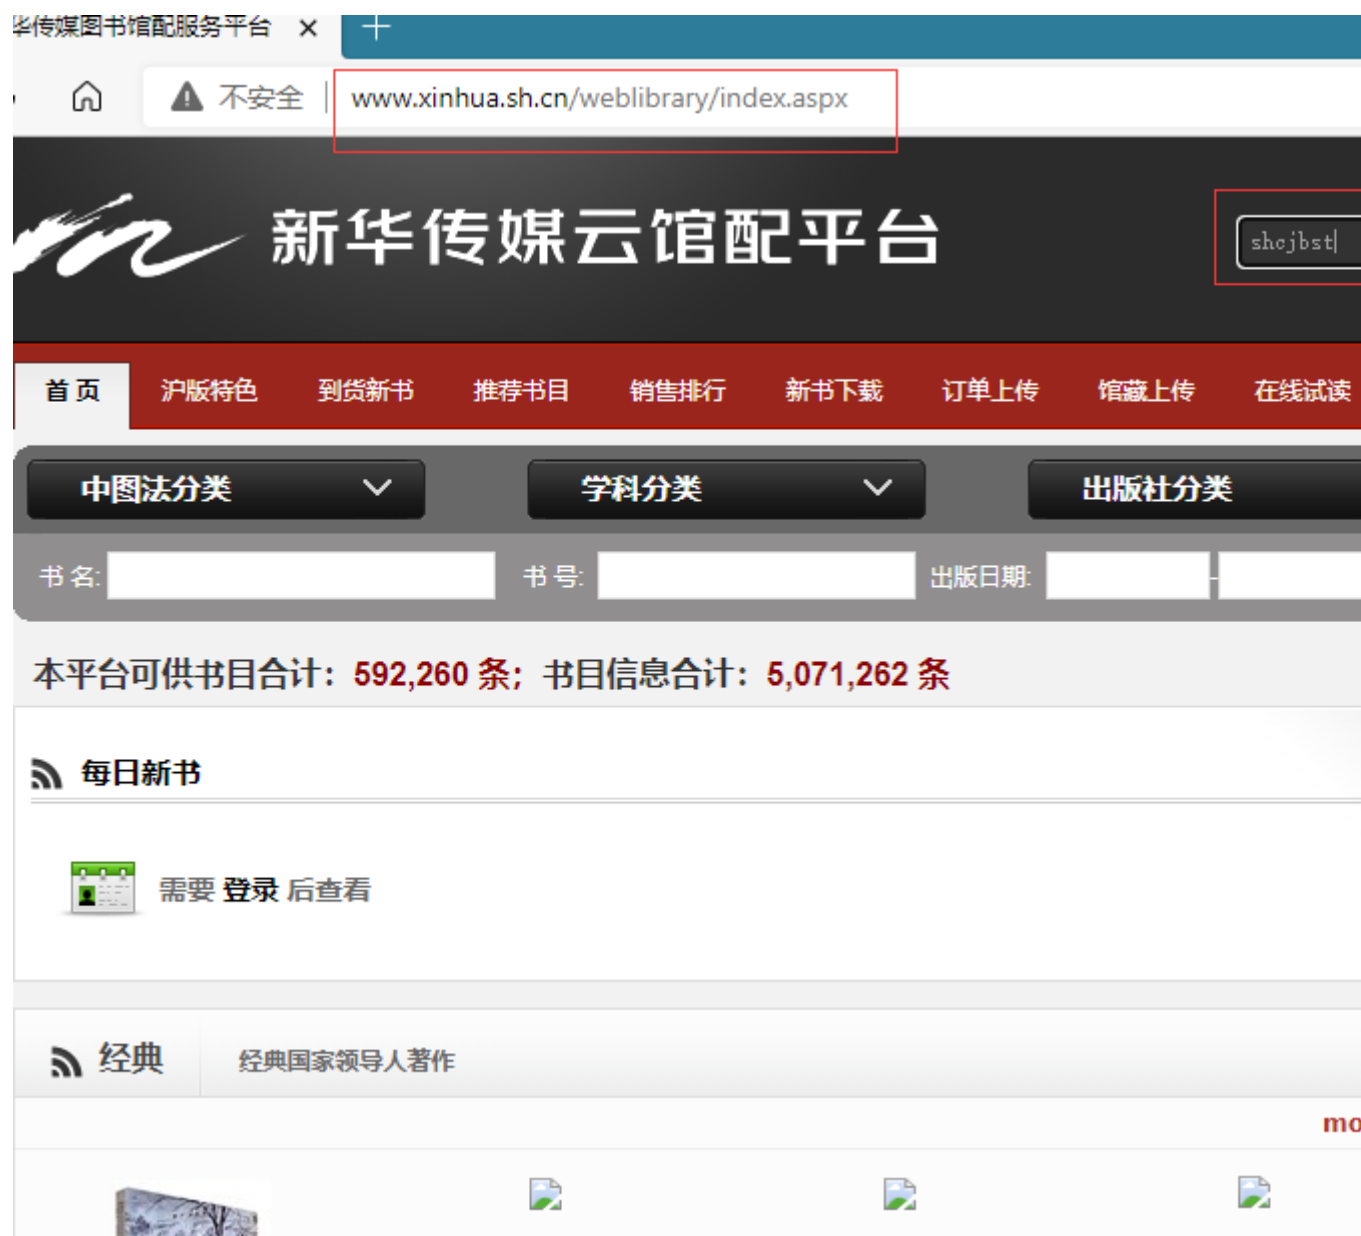 华传媒图书馆配服务平台
不安全 www.xinhua.sh.cn/weblibrary/index.aspx
新华传媒云馆配平台
shcjbst
首页 沪版特色 到货新书 推荐书目 销售排行 新书下载 订单上传 馆藏上传 在线试读
中图法分类 学科分类 出版社分类
书名: 书号: 出版日期: -
本平台可供书目合计：592,260 条；书目信息合计：5,071,262 条
每日新书
需要 登录 后查看
经典 经典国家领导人著作
mo